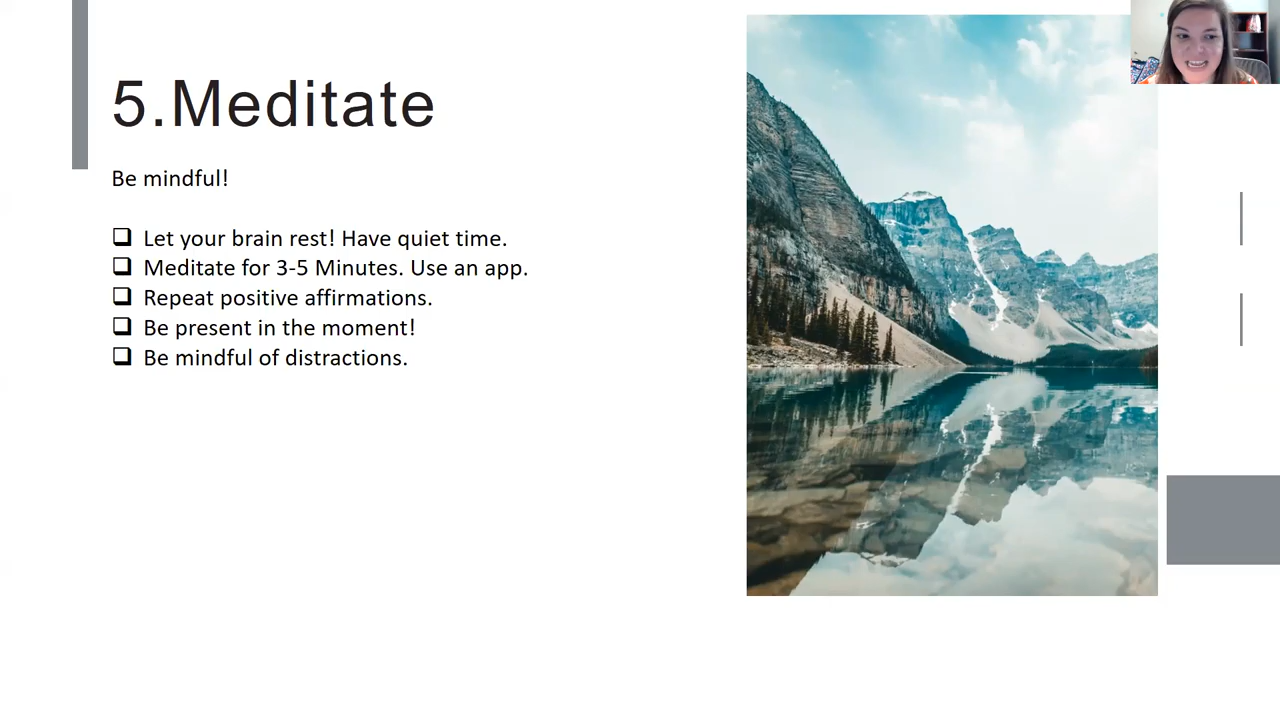 5.Meditate
Be mindful!
❑ Let your brain rest! Have quiet time.
❑ Meditate for 3-5 Minutes. Use an app.
❑ Repeat positive affirmations.
❑ Be present in the moment!
❑ Be mindful of distractions.